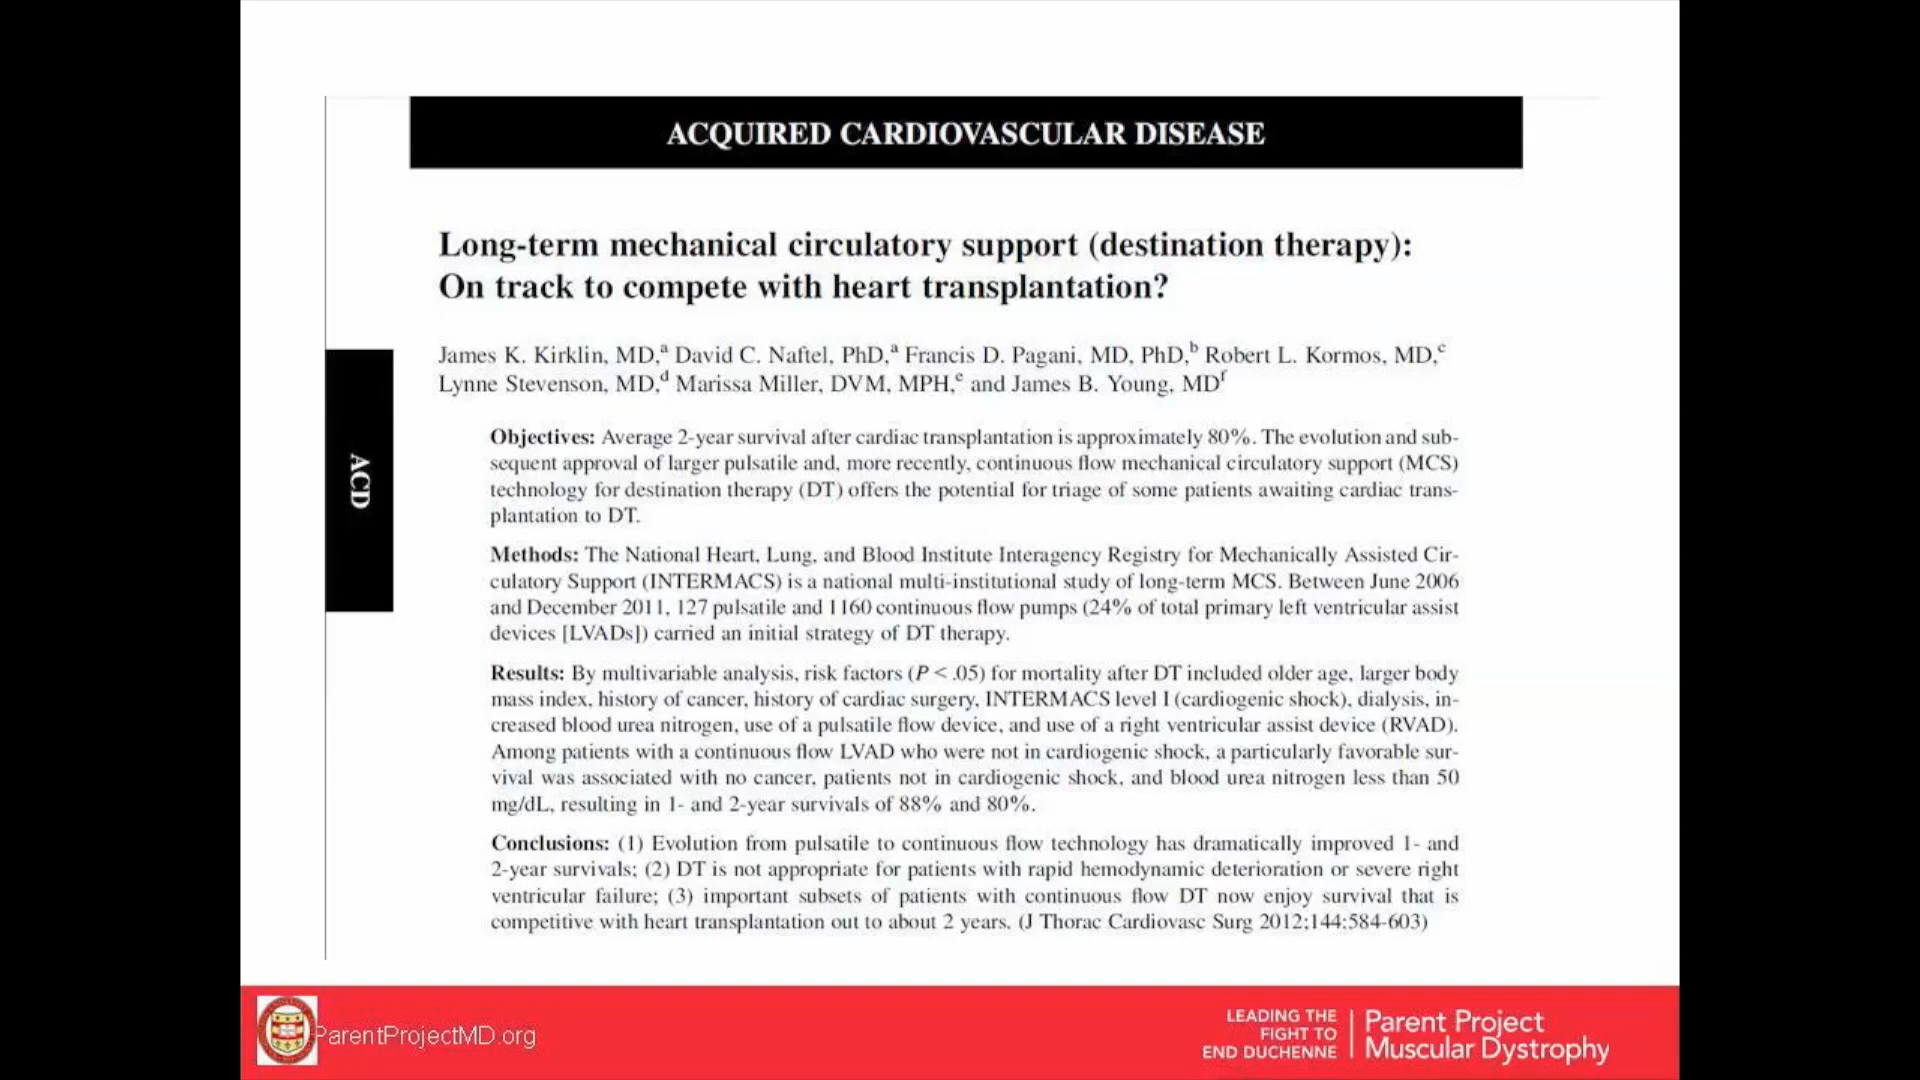 ACQUIRED CARDIOVASCULAR DISEASE
Long-term mechanical circulatory support (destination therapy):
On track to compete with heart transplantation?
James K. Kirklin, MD,a David C. Naftel, PhD,a Francis D. Pagani, MD, PhD,b Robert L. Kormos, MD,c
Lynne Stevenson, MD,d Marissa Miller, DVM, MPH,e and James B. Young, MDf
ACD
Objectives: Average 2-year survival after cardiac transplantation is approximately 80%. The evolution and sub-
sequent approval of larger pulsatile and, more recently, continuous flow mechanical circulatory support (MCS)
technology for destination therapy (DT) offers the potential for triage of some patients awaiting cardiac trans-
plantation to DT.
Methods: The National Heart, Lung, and Blood Institute Interagency Registry for Mechanically Assisted Cir-
culatory Support (INTERMACS) is a national multi-institutional study of long-term MCS. Between June 2006
and December 2011, 127 pulsatile and 1160 continuous flow pumps (24% of total primary left ventricular assist
devices [LVADs]) carried an initial strategy of DT therapy.
Results: By multivariable analysis, risk factors (P < .05) for mortality after DT included older age, larger body
mass index, history of cancer, history of cardiac surgery, INTERMACS level I (cardiogenic shock), dialysis, in-
creased blood urea nitrogen, use of a pulsatile flow device, and use of a right ventricular assist device (RVAD).
Among patients with a continuous flow LVAD who were not in cardiogenic shock, a particularly favorable sur-
vival was associated with no cancer, patients not in cardiogenic shock, and blood urea nitrogen less than 50
mg/dL, resulting in 1- and 2-year survivals of 88% and 80%.
Conclusions: (1) Evolution from pulsatile to continuous flow technology has dramatically improved 1- and
2-year survivals; (2) DT is not appropriate for patients with rapid hemodynamic deterioration or severe right
ventricular failure; (3) important subsets of patients with continuous flow DT now enjoy survival that is
competitive with heart transplantation out to about 2 years. (J Thorac Cardiovasc Surg 2012;144:584-603)
ParentProjectMD.org
LEADING THE
FIGHT TO
END DUCHENNE
Parent Project
Muscular Dystrophy